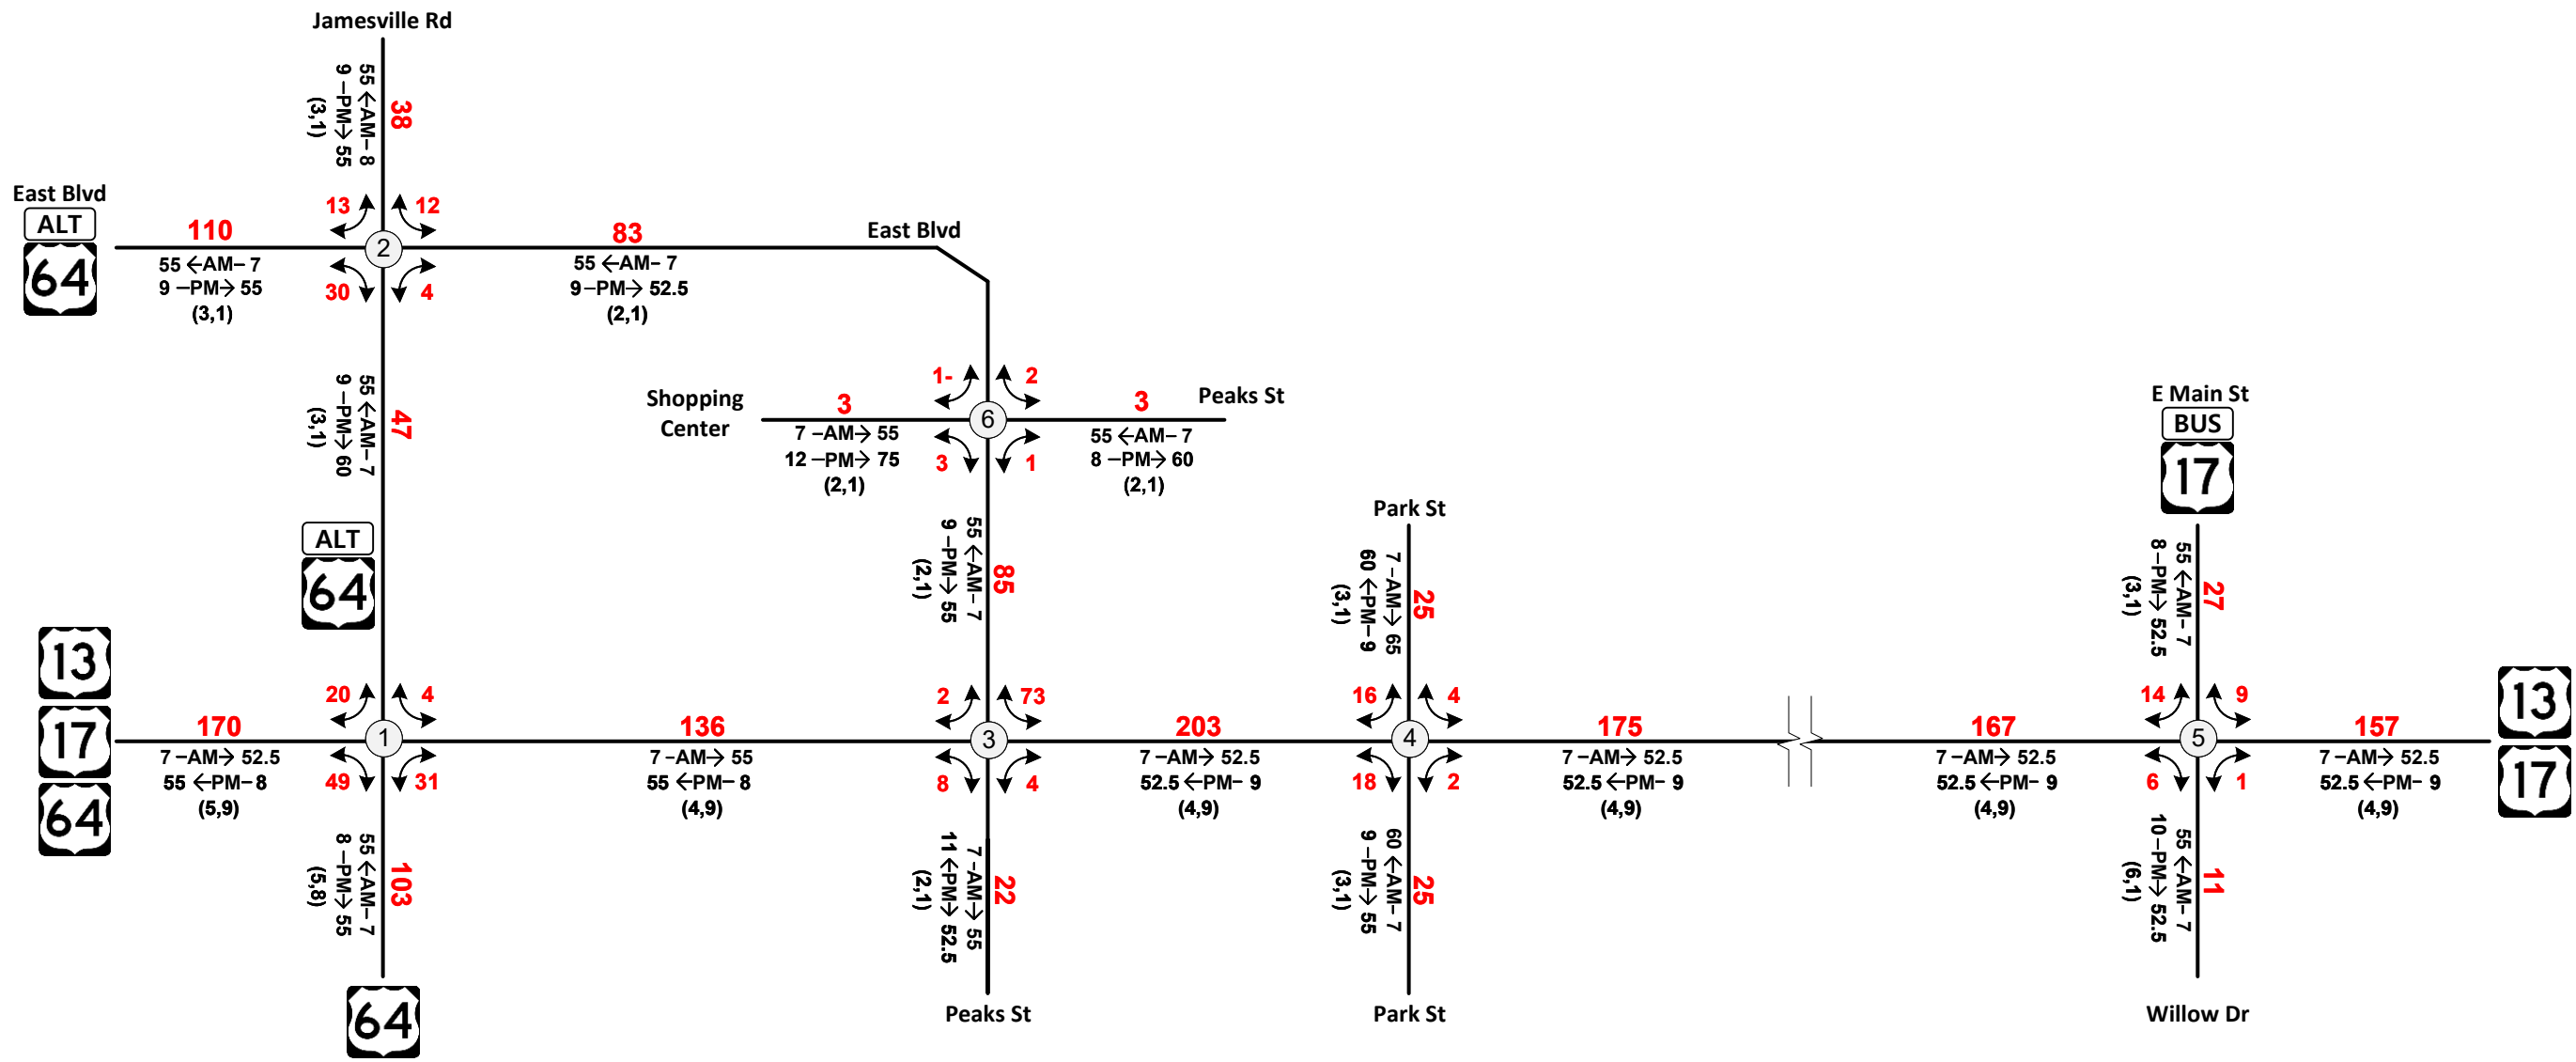 Jamesville Rd
55 ←AM– 8
9 –PM→ 55
(3,1)
38
East Blvd
ALT
64
110
55 ←AM– 7
9 –PM→ 55
(3,1)
13
12
2
30
4
83
55 ←AM– 7
9–PM→ 52.5
(2,1)
East Blvd
55 ←AM– 7
9 –PM→ 60
(3,1)
47
Shopping
Center
3
7 –AM→ 55
12 –PM→ 75
(2,1)
1-
2
6
3
1
3
Peaks St
55 ←AM– 7
8 –PM→ 60
(2,1)
55 ←AM– 7
9 –PM→ 55
(2,1)
85
ALT
64
Park St
7 –AM→ 65
60 ←PM– 9
(3,1)
25
E Main St
BUS
17
55 ←AM– 7
8–PM→ 52.5
(3,1)
27
13
17
64
170
7 –AM→ 52.5
55 ←PM– 8
(5,9)
20
4
1
49
31
136
7 –AM→ 55
55 ←PM– 8
(4,9)
2
73
3
8
4
203
7 –AM→ 52.5
52.5 ←PM– 9
(4,9)
16
4
4
18
2
175
7 –AM→ 52.5
52.5 ←PM– 9
(4,9)
167
7 –AM→ 52.5
52.5 ←PM– 9
(4,9)
14
9
5
6
1
157
7 –AM→ 52.5
52.5 ←PM– 9
(4,9)
13
17
55 ←AM– 7
8 –PM→ 55
(5,8)
103
64
7 –AM→ 55
11 ←PM→ 52.5
(2,1)
22
Peaks St
60 ←AM– 7
9 –PM→ 55
(3,1)
25
Park St
55 ←AM– 7
10–PM→ 52.5
(6,1)
11
Willow Dr